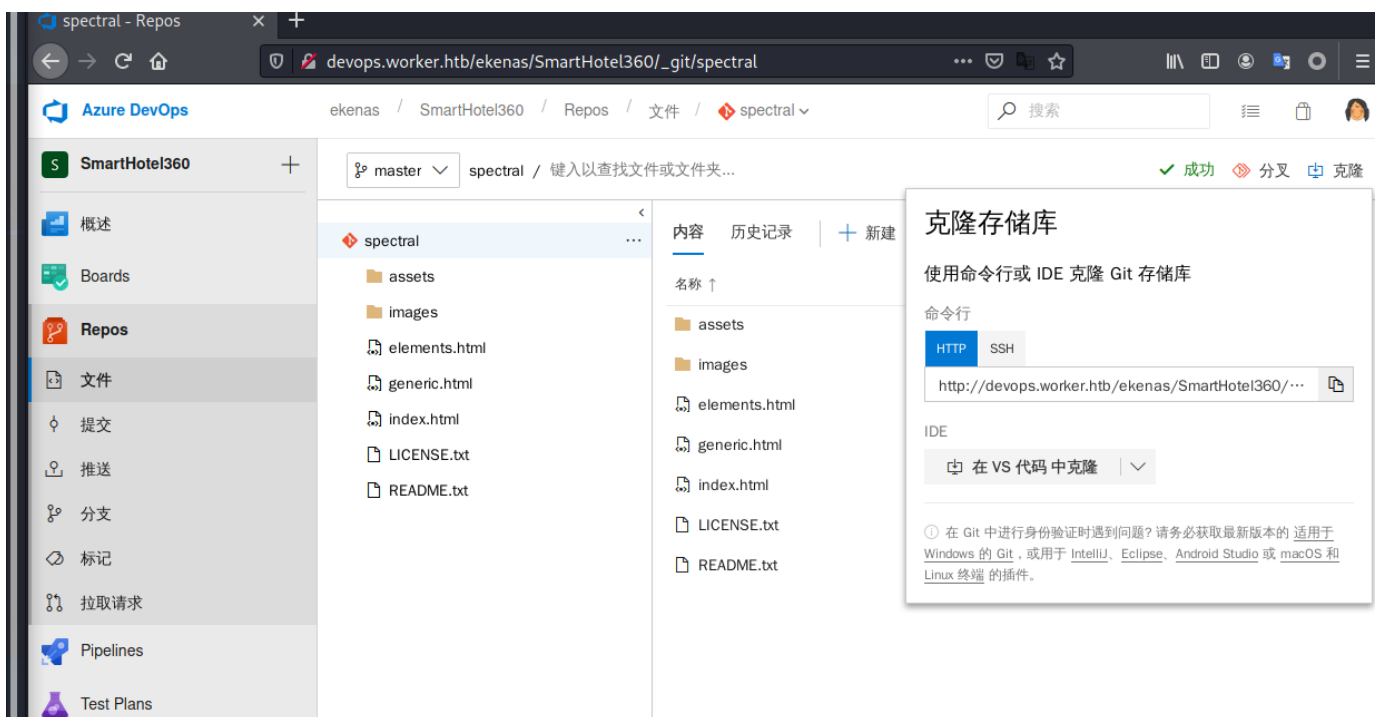 spectral - Repos
devops.worker.htb/ekenas/SmartHotel360/_git/spectral
Azure DevOps
ekenas / SmartHotel360 / Repos / 文件 / spectral
搜索
S SmartHotel360
master
spectral / 键入以查找文件或文件夹...
成功 分叉 克隆
概述
Boards
Repos
文件
提交
推送
分支
标记
拉取请求
Pipelines
Test Plans
spectral
assets
images
elements.html
generic.html
index.html
LICENSE.txt
README.txt
内容 历史记录 新建
名称 ↑
assets
images
elements.html
generic.html
index.html
LICENSE.txt
README.txt
克隆存储库
使用命令行或 IDE 克隆 Git 存储库
命令行
HTTP SSH
http://devops.worker.htb/ekenas/SmartHotel360/···
IDE
在 VS 代码 中克隆
在 Git 中进行身份验证时遇到问题? 请务必获取最新版本的 适用于
Windows 的 Git，或用于 IntelliJ、Eclipse、Android Studio 或 macOS 和
Linux 终端 的插件。